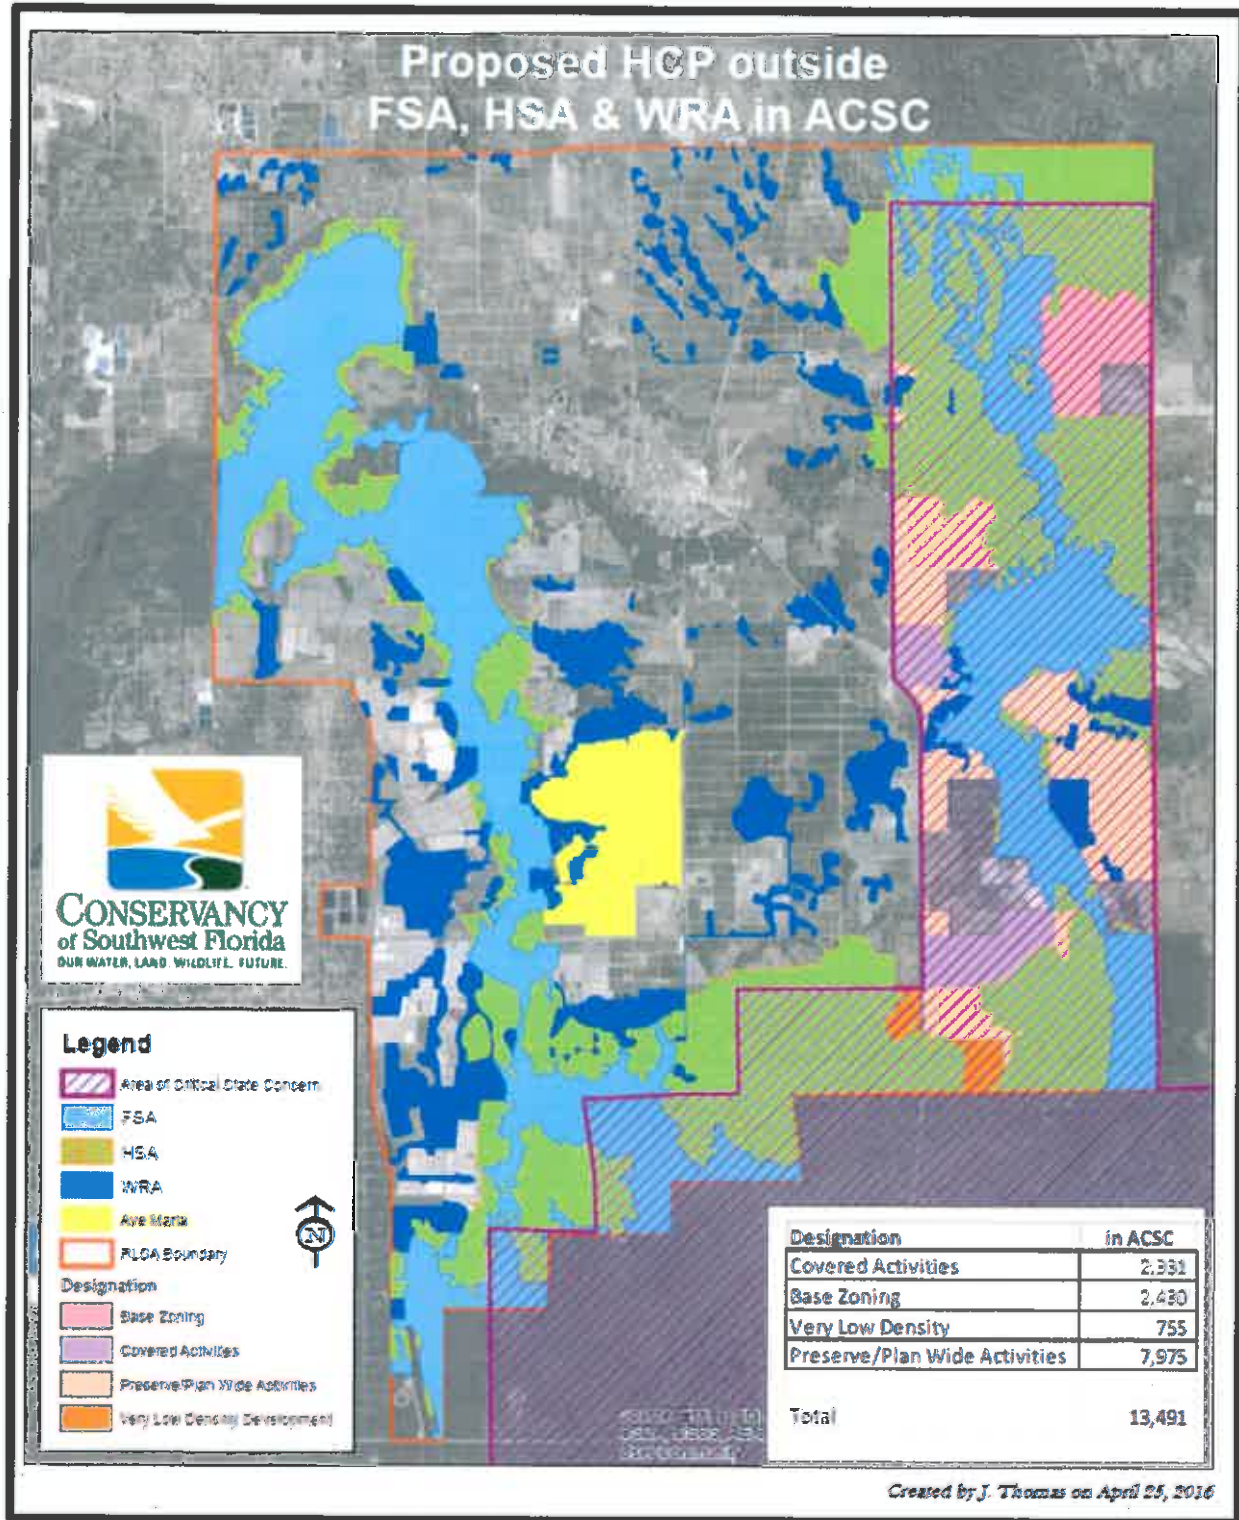 Proposed HCP outside
FSA, HSA & WRA in ACSC
CONSERVANCY
of Southwest Florida
OUR WATER, LAND, WILDLIFE, FUTURE.
Legend
Area of Critical State Concern
FSA
HSA
WRA
Ave Maria
RLSA Boundary
N
Designation
Base Zoning
Covered Activities
Preserve/Plan Wide Activities
Very Low Density Development
Designation in ACSC
Covered Activities 2,331
Base Zoning 2,430
Very Low Density 755
Preserve/Plan Wide Activities 7,975
Total 13,491
Created by J. Thomas on April 25, 2016